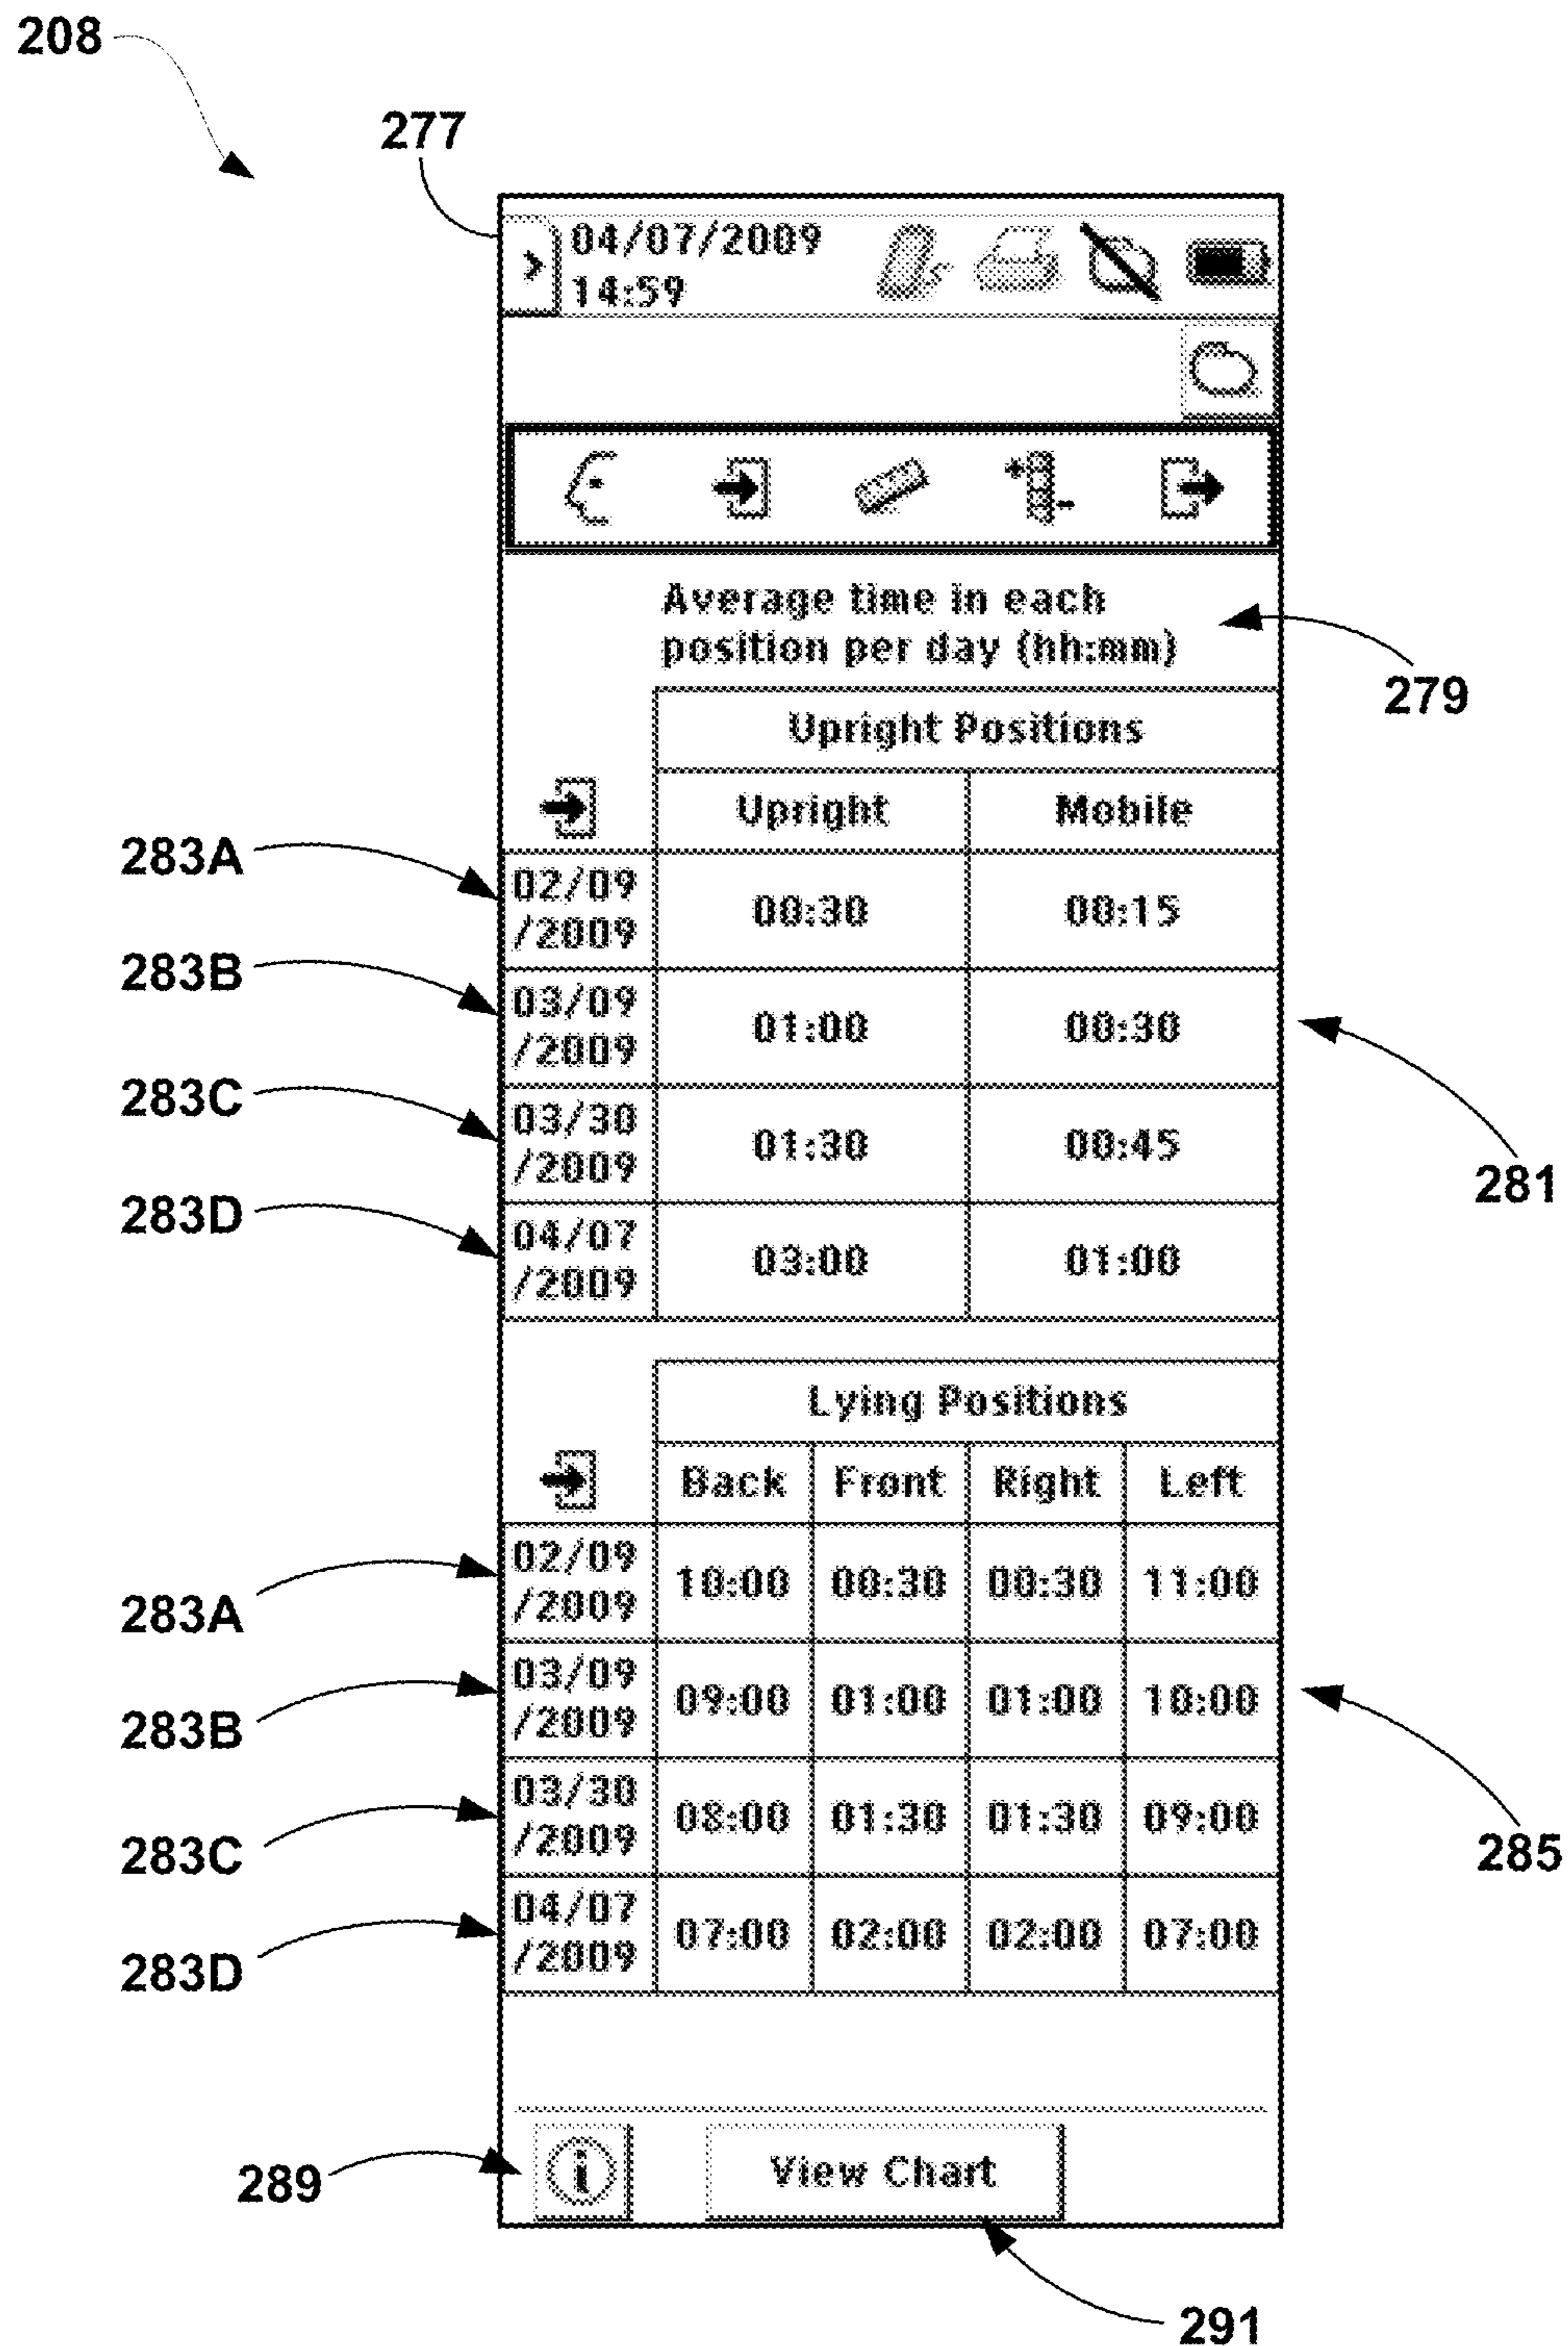 208
277
> 04/07/2009
14:59
Average time in each
position per day (hh:mm)
279
Upright Positions
Upright Mobile
283A 02/09 /2009 00:30 00:15
283B 03/09 /2009 01:00 00:30
281
283C 03/30 /2009 01:30 00:45
283D 04/07 /2009 03:00 01:00
Lying Positions
Back Front Right Left
283A 02/09 /2009 10:00 00:30 00:30 11:00
283B 03/09 /2009 09:00 01:00 01:00 10:00
283C 03/30 /2009 08:00 01:30 01:30 09:00
285
283D 04/07 /2009 07:00 02:00 02:00 07:00
289 i View Chart
291